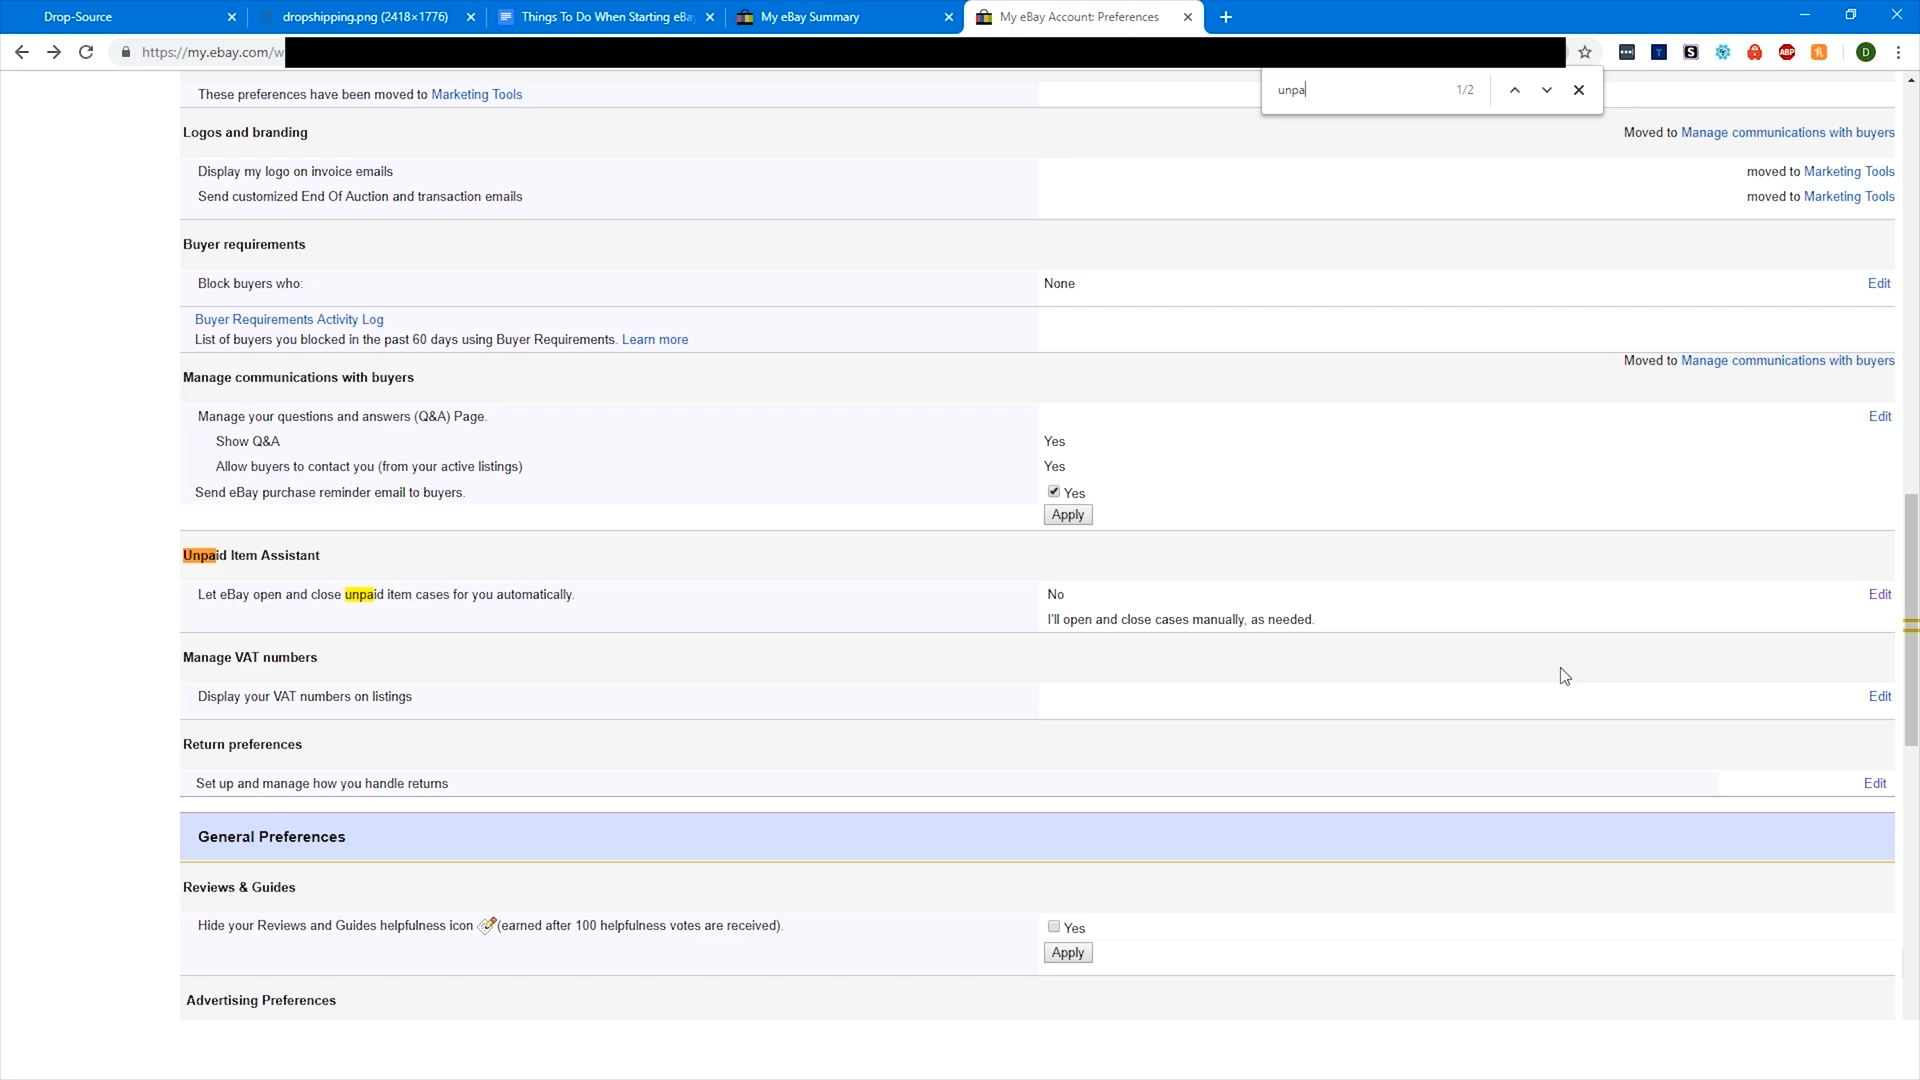 Drop-Source
dropshipping.png (2418×1776)
Things To Do When Starting eBa
My eBay Summary
My eBay Account: Preferences
https://my.ebay.com/w
ABP
D
unpa
1/2
These preferences have been moved to Marketing Tools
Logos and branding
Moved to Manage communications with buyers
Display my logo on invoice emails
moved to Marketing Tools
Send customized End Of Auction and transaction emails
moved to Marketing Tools
Buyer requirements
Block buyers who:
None
Edit
Buyer Requirements Activity Log
List of buyers you blocked in the past 60 days using Buyer Requirements. Learn more
Moved to Manage communications with buyers
Manage communications with buyers
Manage your questions and answers (Q&A) Page.
Edit
Show Q&A
Yes
Allow buyers to contact you (from your active listings)
Yes
Send eBay purchase reminder email to buyers.
Yes
Apply
Unpaid Item Assistant
Let eBay open and close unpaid item cases for you automatically.
No
Edit
I'll open and close cases manually, as needed.
Manage VAT numbers
Display your VAT numbers on listings
Edit
Return preferences
Set up and manage how you handle returns
Edit
General Preferences
Reviews & Guides
Hide your Reviews and Guides helpfulness icon (earned after 100 helpfulness votes are received).
Yes
Apply
Advertising Preferences